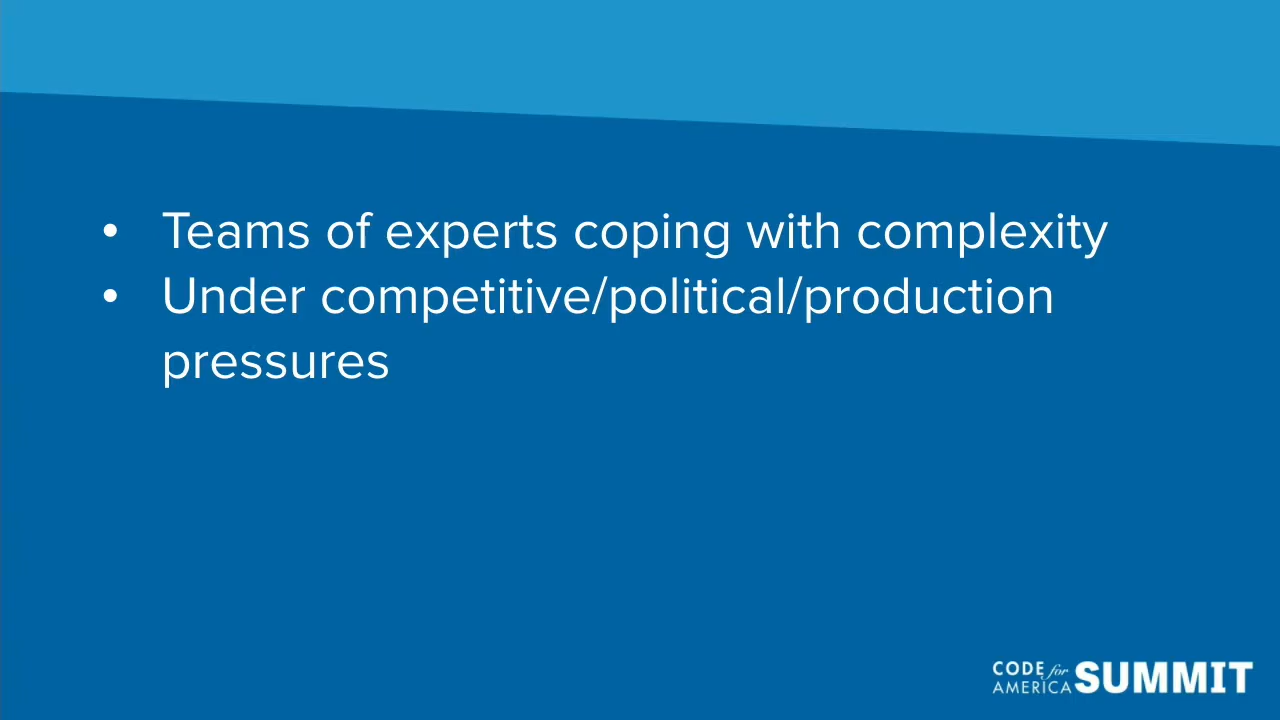 • Teams of experts coping with complexity
• Under competitive/political/production
pressures
CODE for
AMERICA SUMMIT